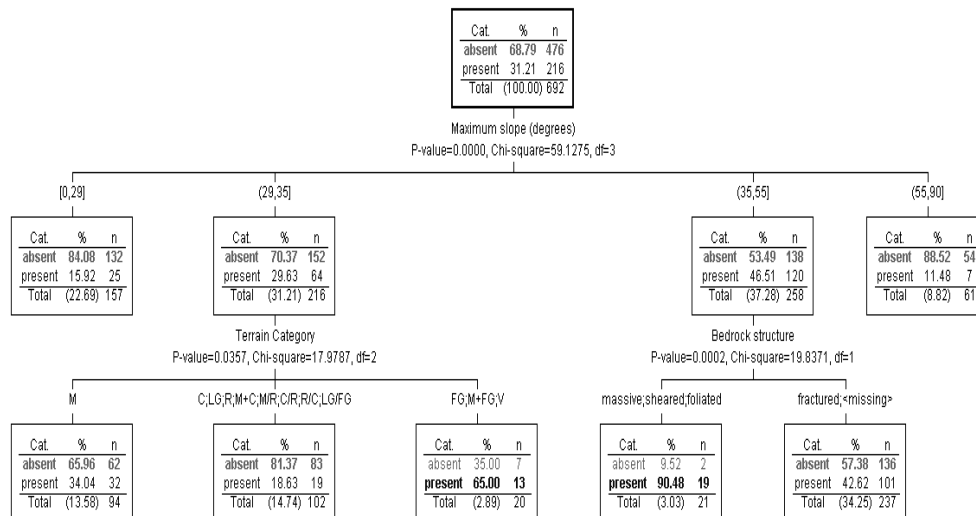 Cat. % n
absent 68.79 476
present 31.21 216
Total (100.00) 692
Maximum slope (degrees)
P-value=0.0000, Chi-square=59.1275, df=3
[0,29]
(29,35]
(35,55]
(55,90]
Cat. % n
absent 84.08 132
present 15.92 25
Total (22.69) 157
Cat. % n
absent 70.37 152
present 29.63 64
Total (31.21) 216
Cat. % n
absent 53.49 138
present 46.51 120
Total (37.28) 258
Cat. % n
absent 88.52 54
present 11.48 7
Total (8.82) 61
Terrain Category
P-value=0.0357, Chi-square=17.9787, df=2
Bedrock structure
P-value=0.0002, Chi-square=19.8371, df=1
M
C;LG;R;M+C;M/R;C/R;R/C;LG/FG
FG;M+FG;V
massive;sheared;foliated
fractured;<missing>
Cat. % n
absent 65.96 62
present 34.04 32
Total (13.58) 94
Cat. % n
absent 81.37 83
present 18.63 19
Total (14.74) 102
Cat. % n
absent 35.00 7
present 65.00 13
Total (2.89) 20
Cat. % n
absent 9.52 2
present 90.48 19
Total (3.03) 21
Cat. % n
absent 57.38 136
present 42.62 101
Total (34.25) 237